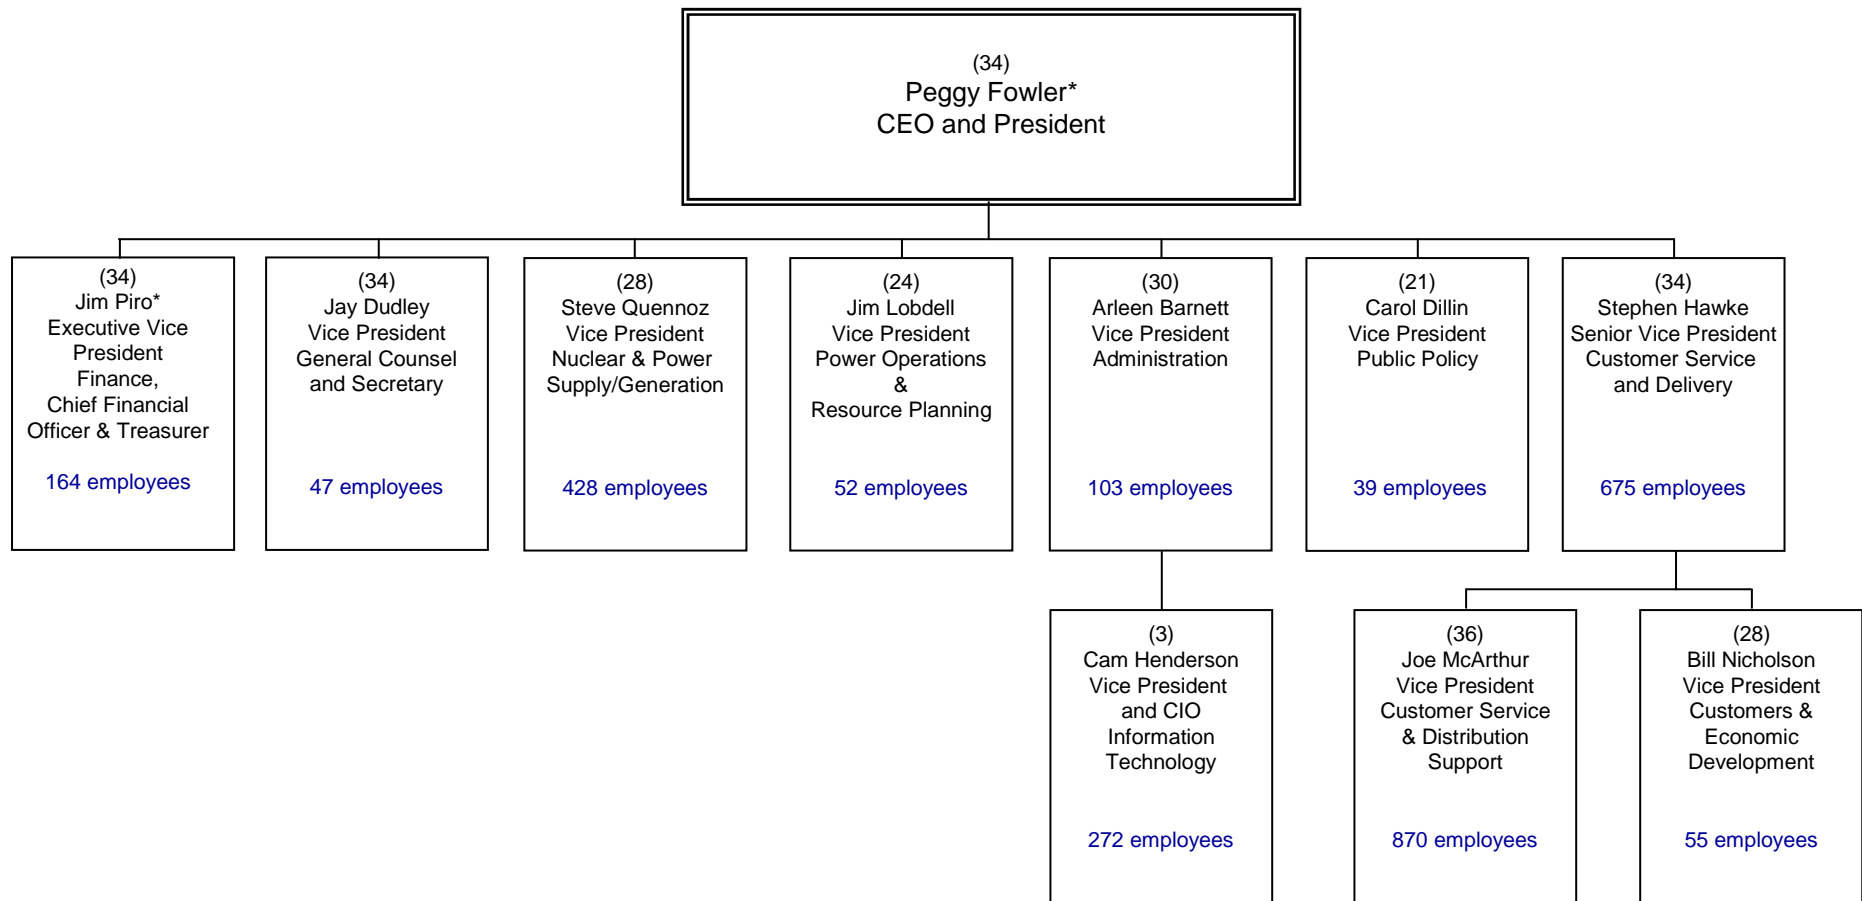 (34)
Peggy Fowler*
CEO and President
(34)
Jim Piro*
Executive Vice
President
Finance,
Chief Financial
Officer & Treasurer
164 employees
(34)
Jay Dudley
Vice President
General Counsel
and Secretary
47 employees
(28)
Steve Quennoz
Vice President
Nuclear & Power
Supply/Generation
428 employees
(24)
Jim Lobdell
Vice President
Power Operations
&
Resource Planning
52 employees
(30)
Arleen Barnett
Vice President
Administration
103 employees
(21)
Carol Dillin
Vice President
Public Policy
39 employees
(34)
Stephen Hawke
Senior Vice President
Customer Service
and Delivery
675 employees
(3)
Cam Henderson
Vice President
and CIO
Information
Technology
272 employees
(36)
Joe McArthur
Vice President
Customer Service
& Distribution
Support
870 employees
(28)
Bill Nicholson
Vice President
Customers &
Economic
Development
55 employees